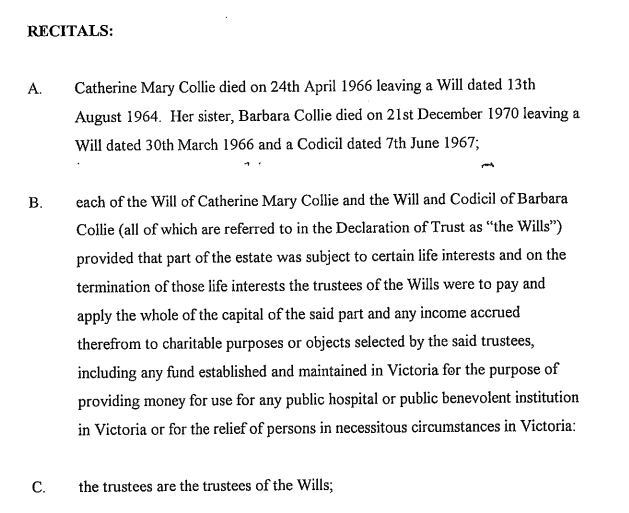 RECITALS:
A. Catherine Mary Collie died on 24th April 1966 leaving a Will dated 13th
August 1964. Her sister, Barbara Collie died on 21st December 1970 leaving a
Will dated 30th March 1966 and a Codicil dated 7th June 1967;
B. each of the Will of Catherine Mary Collie and the Will and Codicil of Barbara
Collie (all of which are referred to in the Declaration of Trust as “the Wills”)
provided that part of the estate was subject to certain life interests and on the
termination of those life interests the trustees of the Wills were to pay and
apply the whole of the capital of the said part and any income accrued
therefrom to charitable purposes or objects selected by the said trustees,
including any fund established and maintained in Victoria for the purpose of
providing money for use for any public hospital or public benevolent institution
in Victoria or for the relief of persons in necessitous circumstances in Victoria:
C. the trustees are the trustees of the Wills;